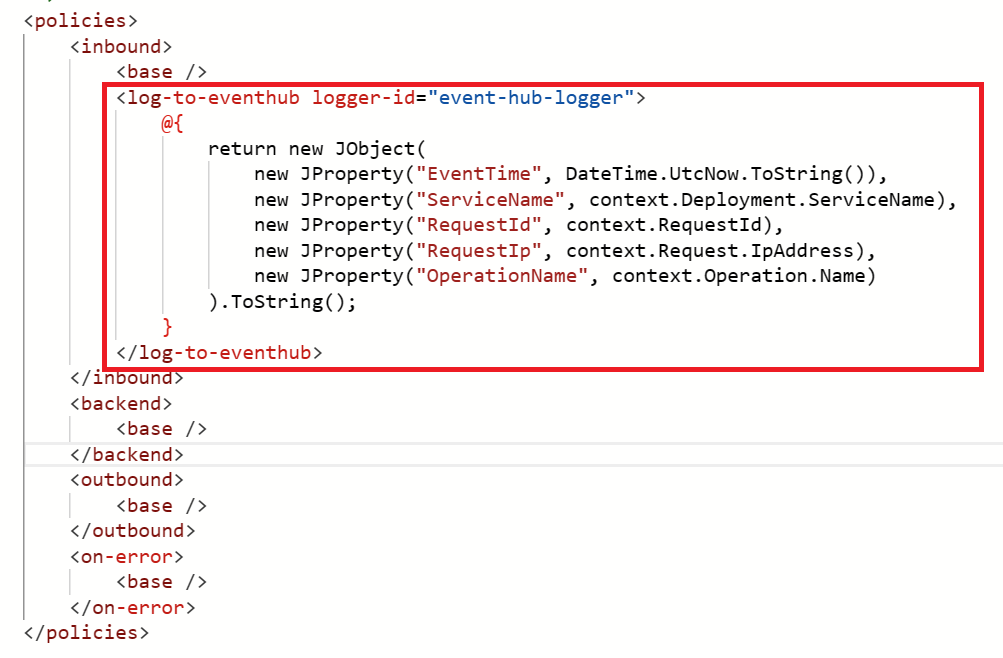 <policies>
    <inbound>
        <base />
        <log-to-eventhub logger-id="event-hub-logger">
            @{
                return new JObject(
                    new JProperty("EventTime", DateTime.UtcNow.ToString()),
                    new JProperty("ServiceName", context.Deployment.ServiceName),
                    new JProperty("RequestId", context.RequestId),
                    new JProperty("RequestIp", context.Request.IpAddress),
                    new JProperty("OperationName", context.Operation.Name)
                ).ToString();
            }
        </log-to-eventhub>
    </inbound>
    <backend>
        <base />
    </backend>
    <outbound>
        <base />
    </outbound>
    <on-error>
        <base />
    </on-error>
</policies>